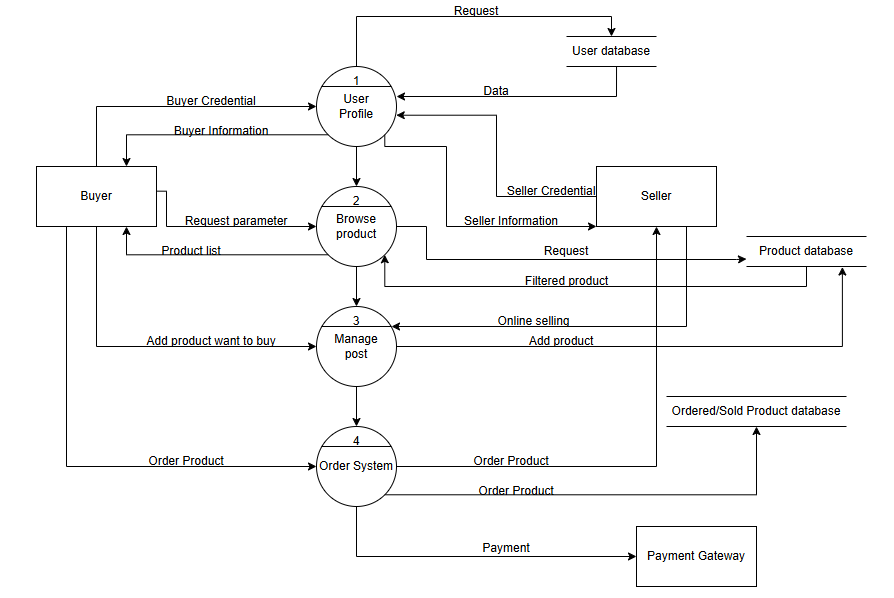 Request
User database
1
User
Profile
Data
Buyer Credential
Buyer Information
Buyer
Seller Credential
Seller
2
Browse
product
Request parameter
Seller Information
Product list
Request
Product database
Filtered product
3
Manage
post
Online selling
Add product want to buy
Add product
Ordered/Sold Product database
4
Order System
Order Product
Order Product
Order Product
Payment
Payment Gateway